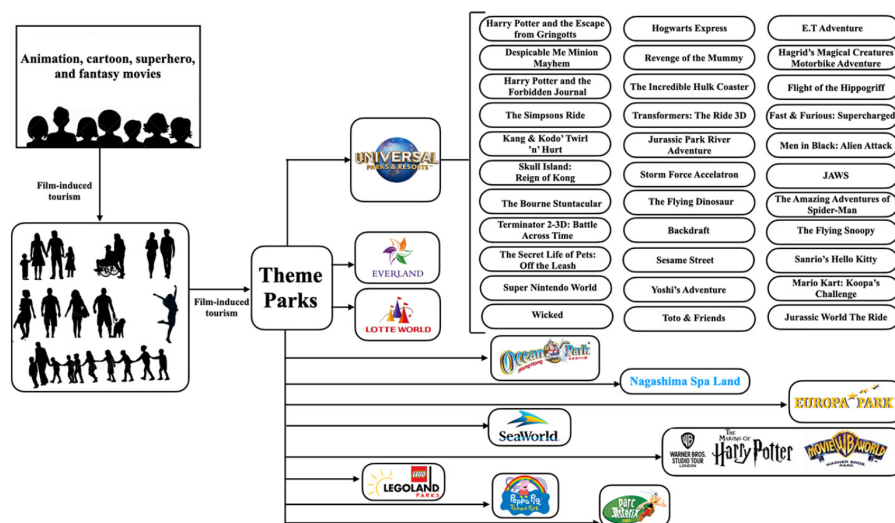 Animation, cartoon, superhero,
and fantasy movies
Film-induced
tourism
Film-induced
tourism
Theme
Parks
UNIVERSAL
PARKS & RESORTS
EVERLAND
LOTTE WORLD
Harry Potter and the Escape
from Gringotts
Despicable Me Minion
Mayhem
Harry Potter and the
Forbidden Journal
The Simpsons Ride
Kang & Kodo' Twirl
'n' Hurt
Skull Island:
Reign of Kong
The Bourne Stuntacular
Terminator 2-3D: Battle
Across Time
The Secret Life of Pets:
Off the Leash
Super Nintendo World
Wicked
Hogwarts Express
Revenge of the Mummy
The Incredible Hulk Coaster
Transformers: The Ride 3D
Jurassic Park River
Adventure
Storm Force Accelatron
The Flying Dinosaur
Backdraft
Sesame Street
Yoshi's Adventure
Toto & Friends
E.T Adventure
Hagrid's Magical Creatures
Motorbike Adventure
Flight of the Hippogriff
Fast & Furious: Supercharged
Men in Black: Alien Attack
JAWS
The Amazing Adventures of
Spider-Man
The Flying Snoopy
Sanrio's Hello Kitty
Mario Kart: Koopa's
Challenge
Jurassic World The Ride
Ocean Park
HONG KONG
Nagashima Spa Land
EUROPA PARK
SeaWorld
WB
WARNER BROS.
STUDIO TOUR
LONDON
THE
MAKING OF
Harry Potter
MOVIE WB WORLD
WARNER BROS.
PARK
LEGO
LEGOLAND
PARKS
Peppa Pig
Theme Park
Parc
Asterix